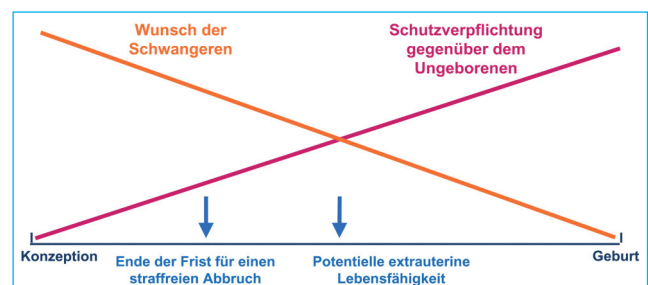 Wunsch der
Schwangeren
Schutzverpflichtung
gegenüber dem
Ungeborenen
Konzeption
Ende der Frist für einen
straffreien Abbruch
Potentielle extrauterine
Lebensfähigkeit
Geburt